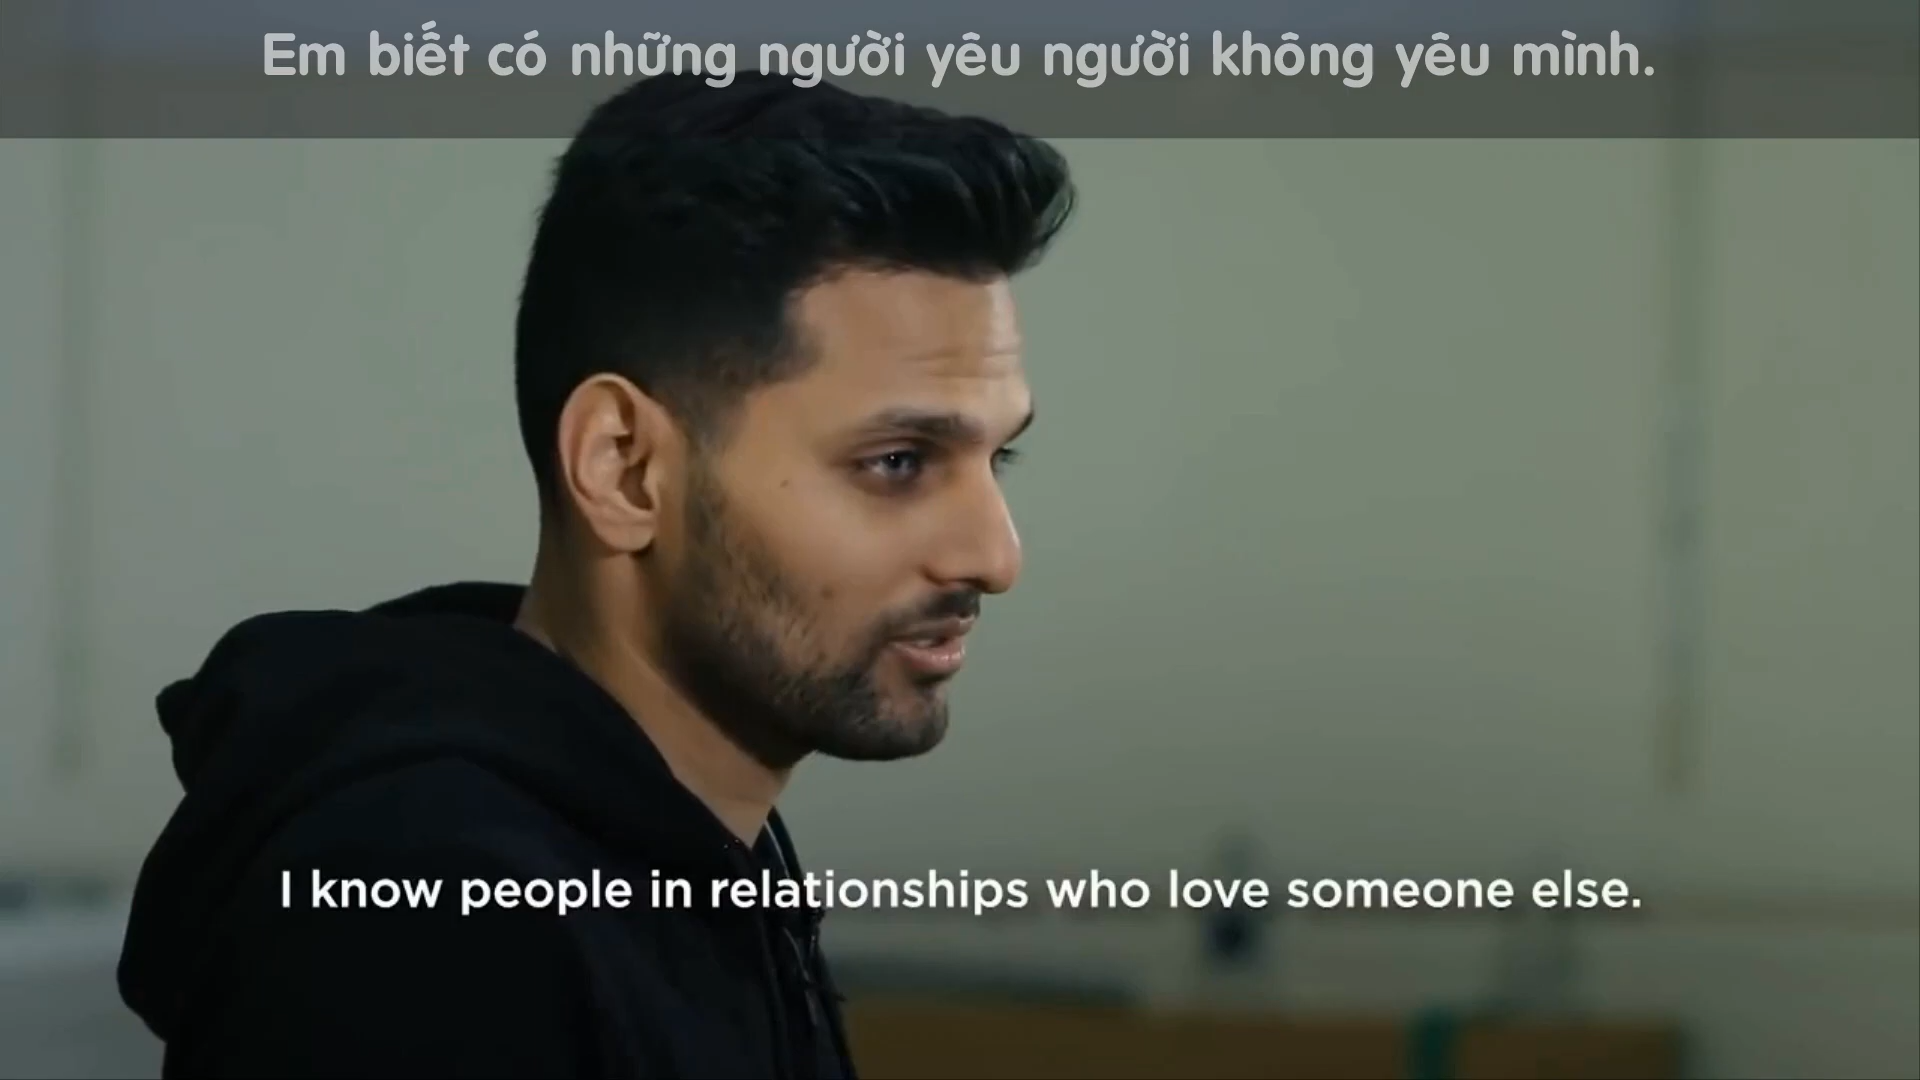 Em biết có những người yêu người không yêu mình.
I know people in relationships who love someone else.